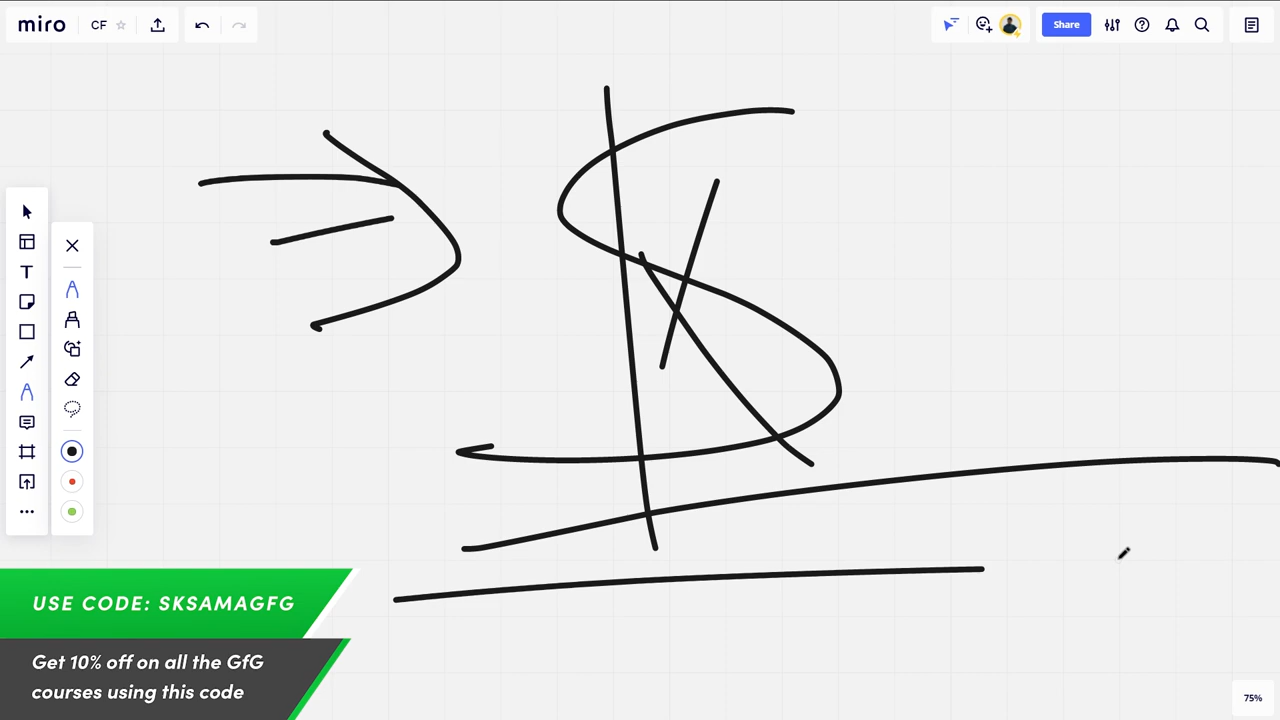 miro CF Share
$
T
USE CODE: SKSAMAGFG
Get 10% off on all the GfG
courses using this code
75%